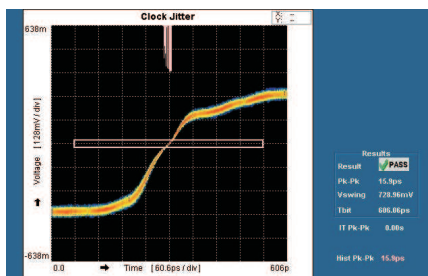 Clock Jitter
638m
Voltage [128mV / div]
-638m
0.0
Time [60.6ps / div]
606p
Results
Result PASS
Pk-Pk 15.9ps
Vswing 728.96mV
Tbit 606.06ps
IT Pk-Pk 0.00s
Hist Pk-Pk 15.9ps